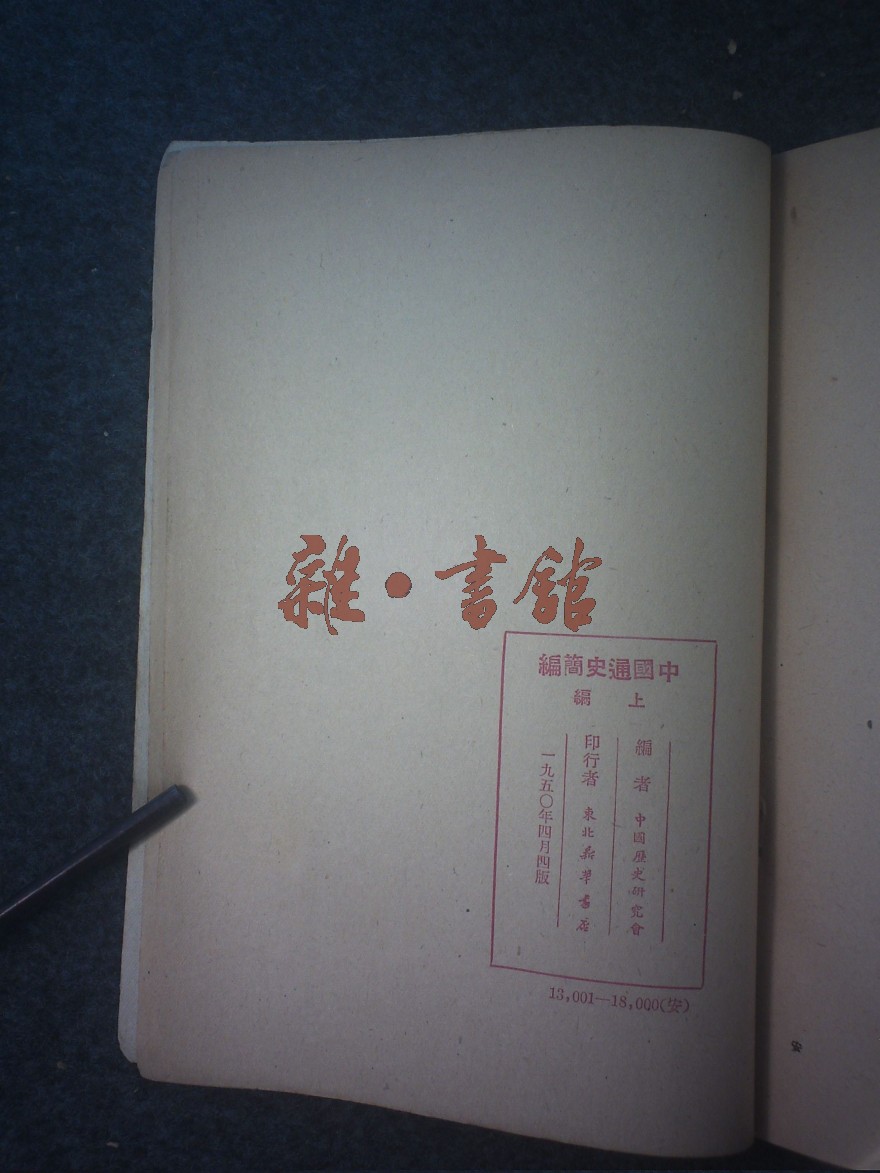 雜·書館
中國通史簡編
上編
編者 中國歷史研究會
印行者 東北新華書店
一九五〇年四月四版
13,001—18,000(安)
安